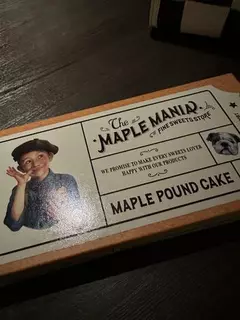 The
MAPLE MANIA
OF FINE SWEETS STORE
WE PROMISE TO MAKE EVERY SWEETS LOVER
HAPPY WITH OUR PRODUCTS
MAPLE POUND CAKE